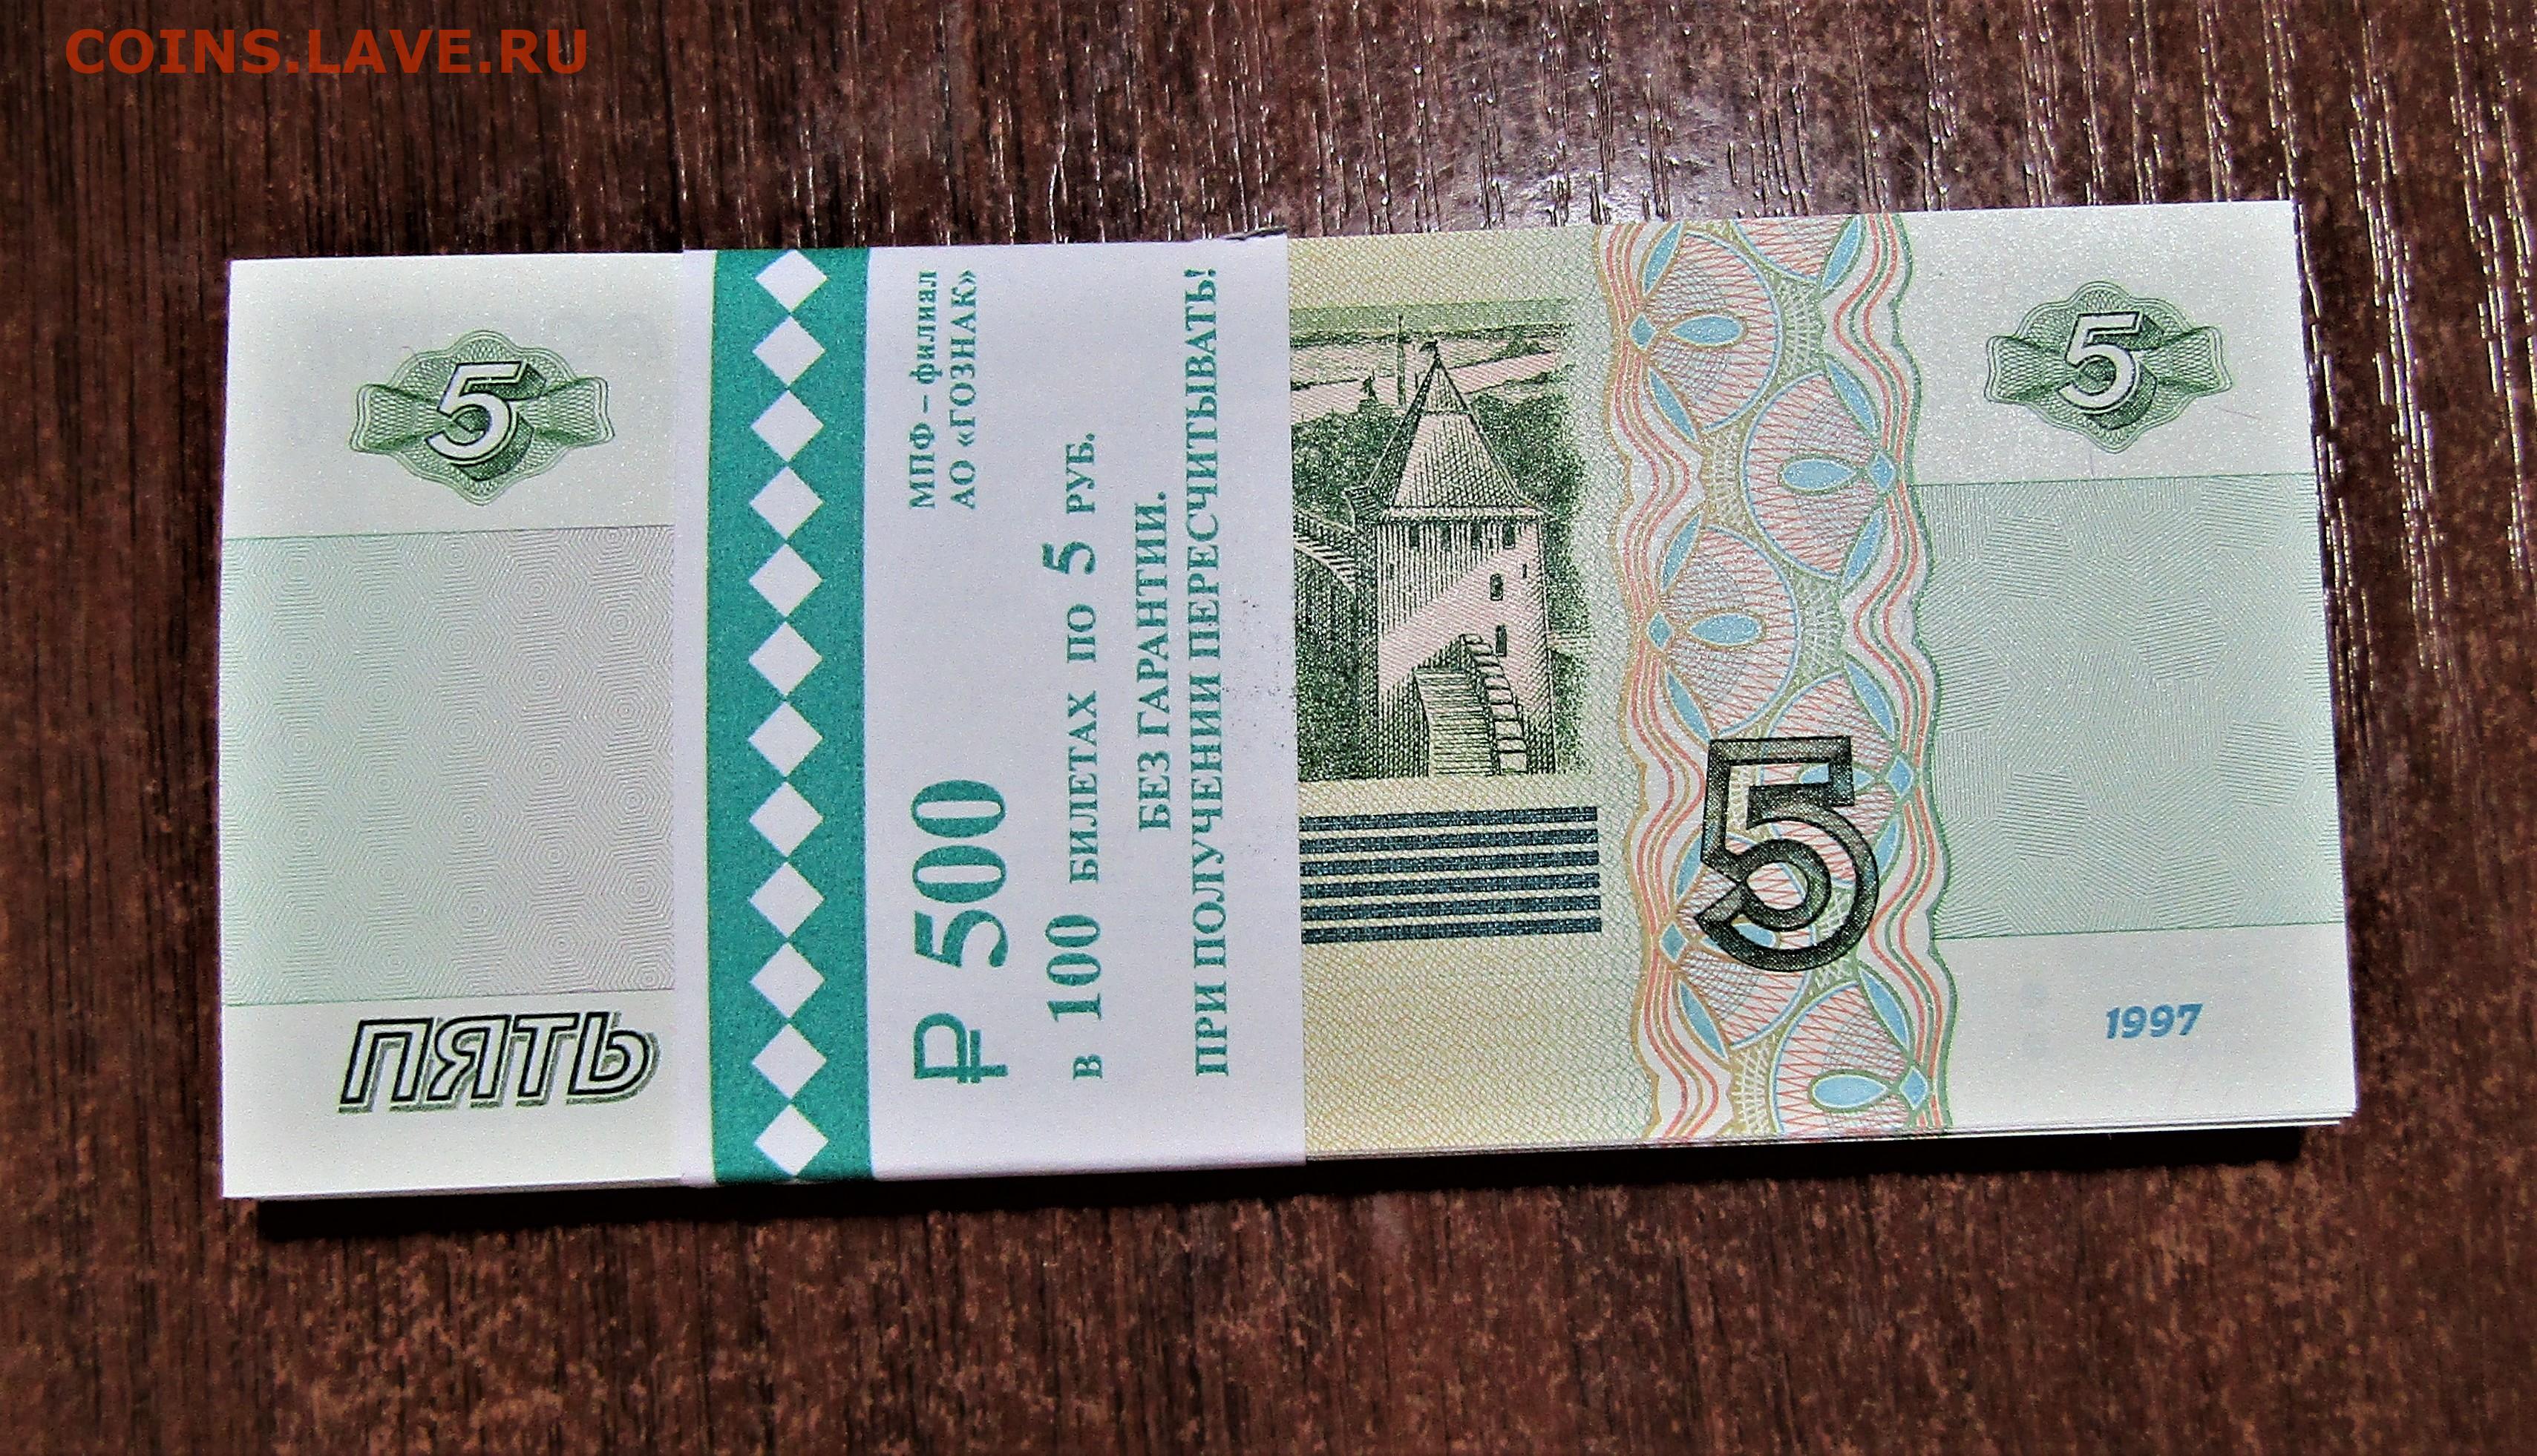 COINS.LAVE.RU
5
ПЯТЬ
МПФ – филиал
АО «ГОЗНАК»
₽ 500
в 100 БИЛЕТАХ ПО 5 РУБ.
БЕЗ ГАРАНТИИ.
ПРИ ПОЛУЧЕНИИ ПЕРЕСЧИТЫВАТЬ!
5
5
1997